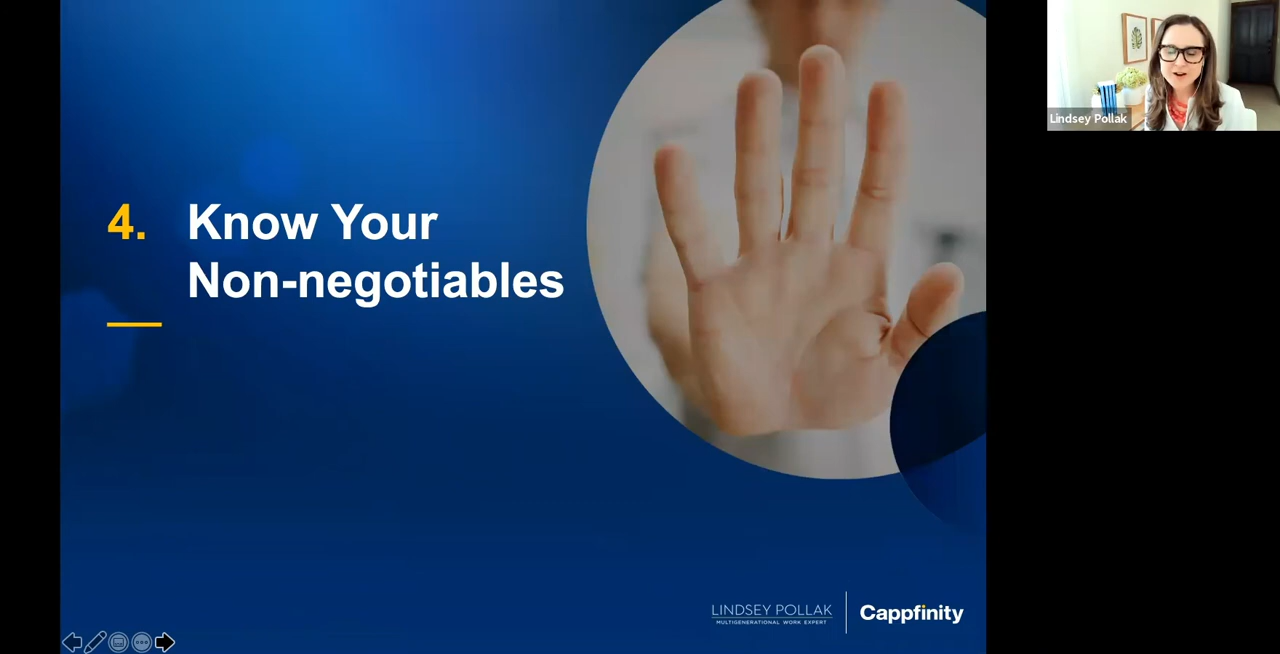 4. Know Your
Non-negotiables
Lindsey Pollak
LINDSEY POLLAK
MULTIGENERATIONAL WORK EXPERT
Cappfinity